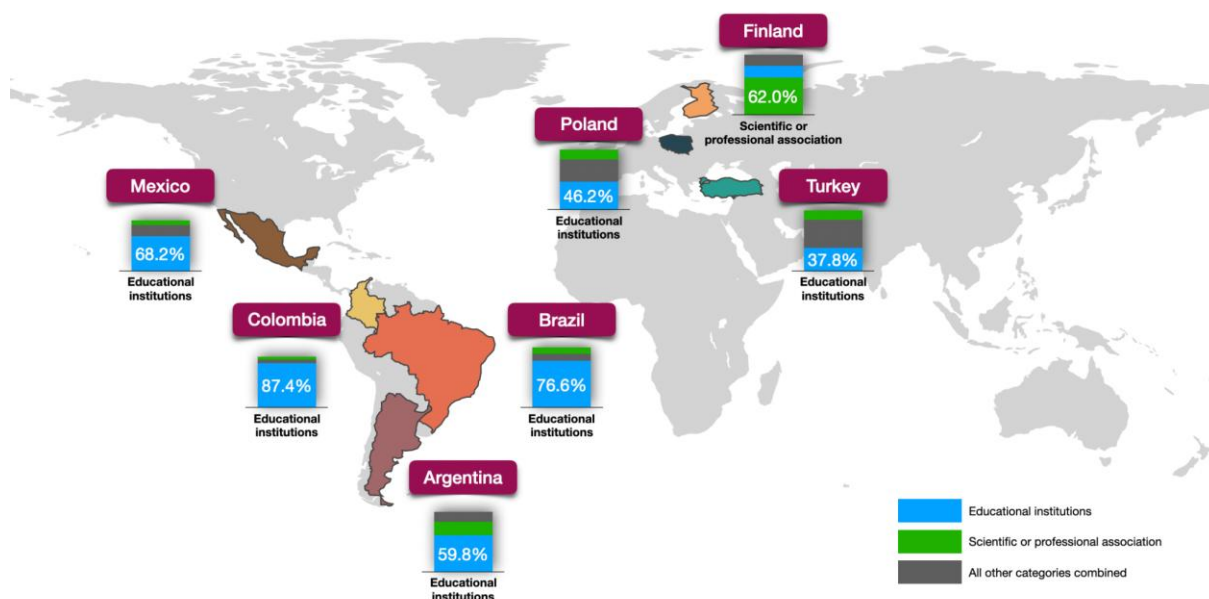 Finland
62.0%
Scientific or
professional association
Poland
46.2%
Educational
institutions
Mexico
68.2%
Educational
institutions
Turkey
37.8%
Educational
institutions
Colombia
87.4%
Educational
institutions
Brazil
76.6%
Educational
institutions
Argentina
59.8%
Educational
institutions
Educational institutions
Scientific or professional association
All other categories combined